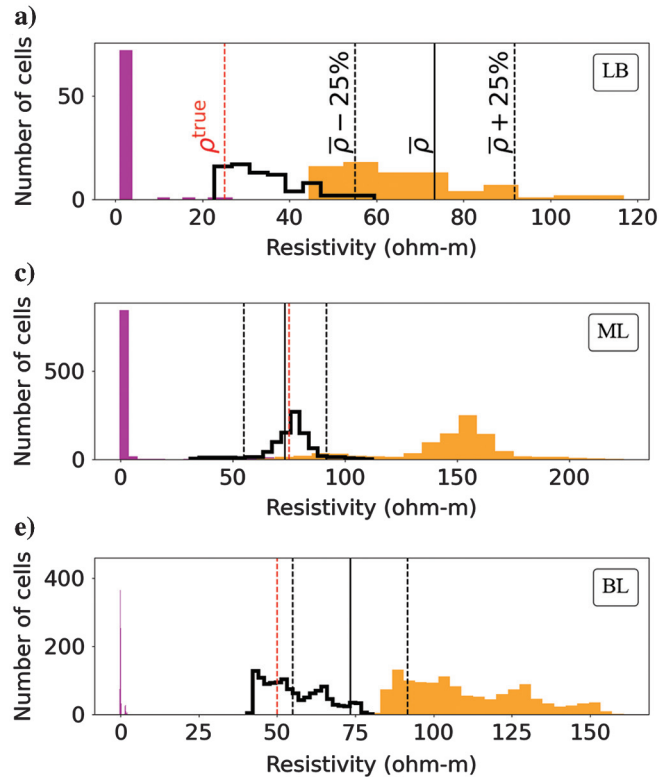 a)
Number of cells
50
0
ρ^true
ρ̅ − 25%
ρ̅
ρ̅ + 25%
LB
0 20 40 60 80 100 120
Resistivity (ohm-m)
c)
Number of cells
500
0
ML
0 50 100 150 200
Resistivity (ohm-m)
e)
Number of cells
400
200
0
BL
0 25 50 75 100 125 150
Resistivity (ohm-m)